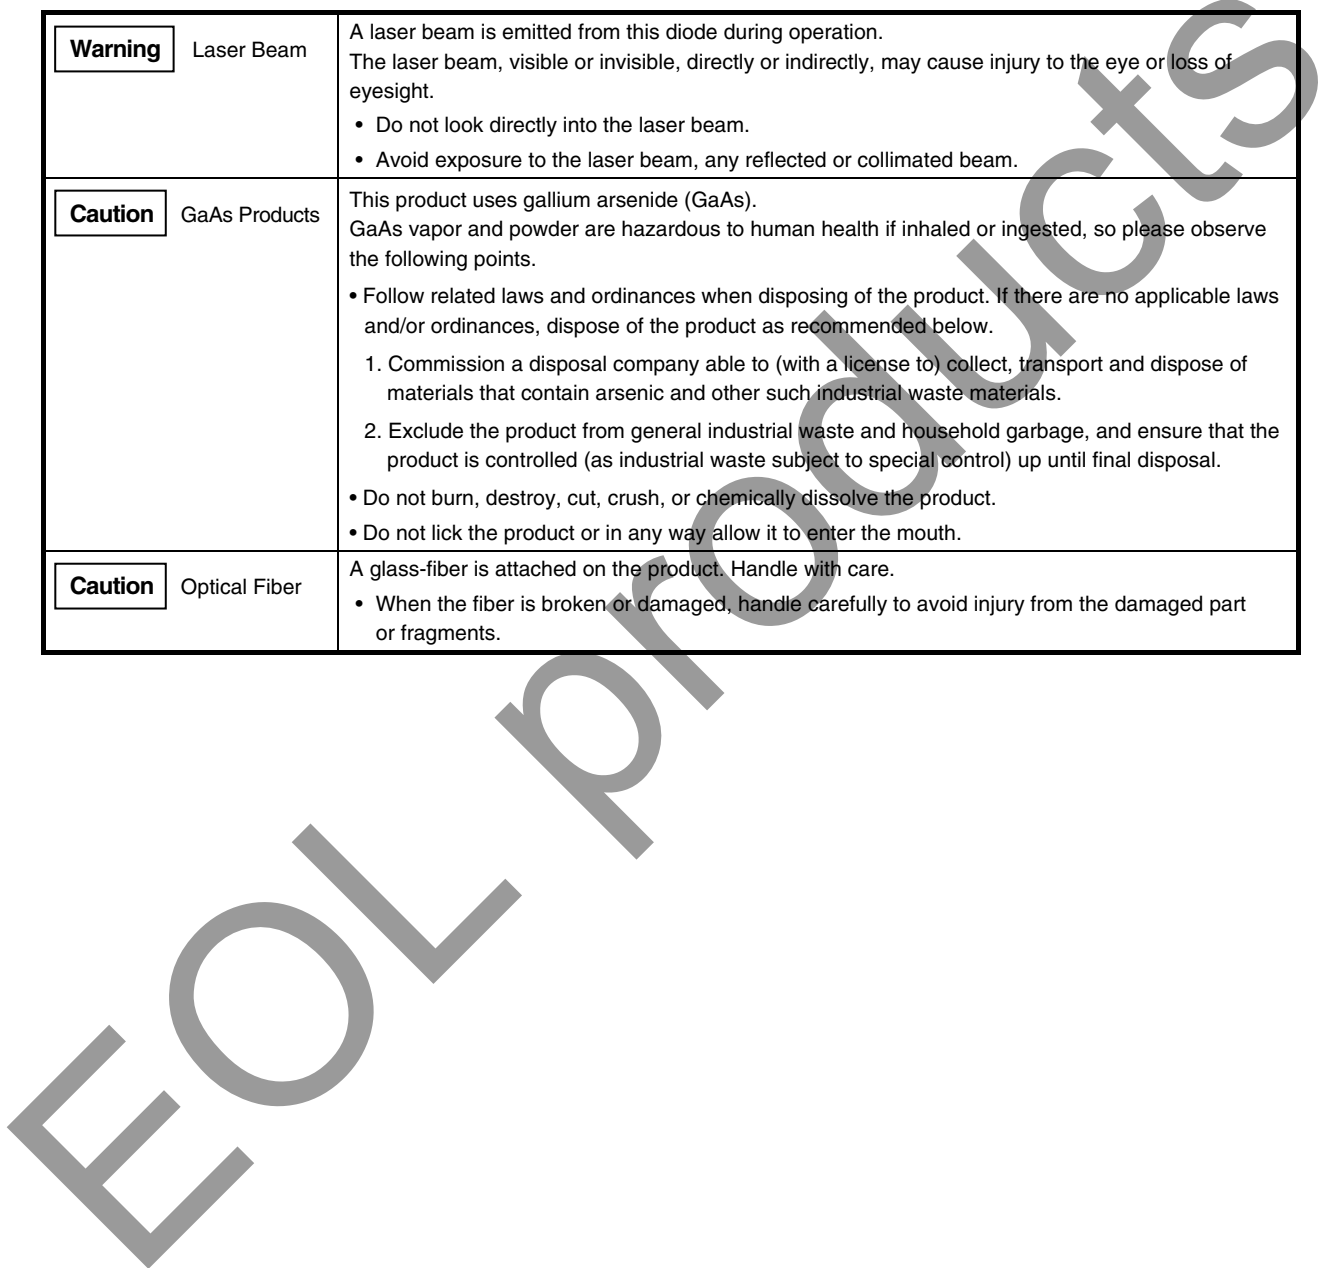 Warning Laser Beam
A laser beam is emitted from this diode during operation.
The laser beam, visible or invisible, directly or indirectly, may cause injury to the eye or loss of
eyesight.
• Do not look directly into the laser beam.
• Avoid exposure to the laser beam, any reflected or collimated beam.
Caution GaAs Products
This product uses gallium arsenide (GaAs).
GaAs vapor and powder are hazardous to human health if inhaled or ingested, so please observe
the following points.
• Follow related laws and ordinances when disposing of the product. If there are no applicable laws
and/or ordinances, dispose of the product as recommended below.
1. Commission a disposal company able to (with a license to) collect, transport and dispose of
materials that contain arsenic and other such industrial waste materials.
2. Exclude the product from general industrial waste and household garbage, and ensure that the
product is controlled (as industrial waste subject to special control) up until final disposal.
• Do not burn, destroy, cut, crush, or chemically dissolve the product.
• Do not lick the product or in any way allow it to enter the mouth.
Caution Optical Fiber
A glass-fiber is attached on the product. Handle with care.
• When the fiber is broken or damaged, handle carefully to avoid injury from the damaged part
or fragments.
EOL products